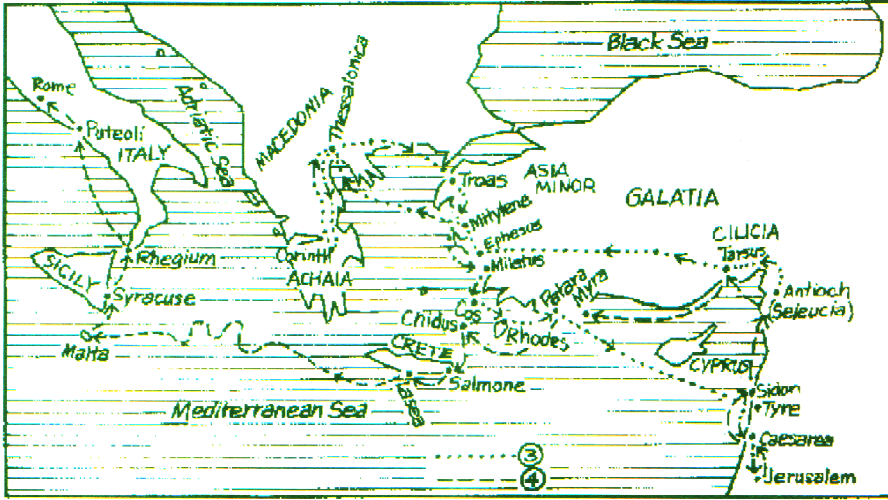 Black Sea
Rome
Adriatic Sea
MACEDONIA
Thessalonica
Puteoli
ITALY
Troas
ASIA
MINOR
GALATIA
Mitylene
Ephesus
CILICIA
Tarsus
Rhegium
Corinth
ACHAIA
Miletus
SICILY
Syracuse
Cos
Patara
Myra
Antioch
(Seleucia)
Cnidus
Rhodes
Malta
CRETE
CYPRUS
Salmone
Lasea
Sidon
Tyre
Mediterranean Sea
Caesarea
3
Jerusalem
4